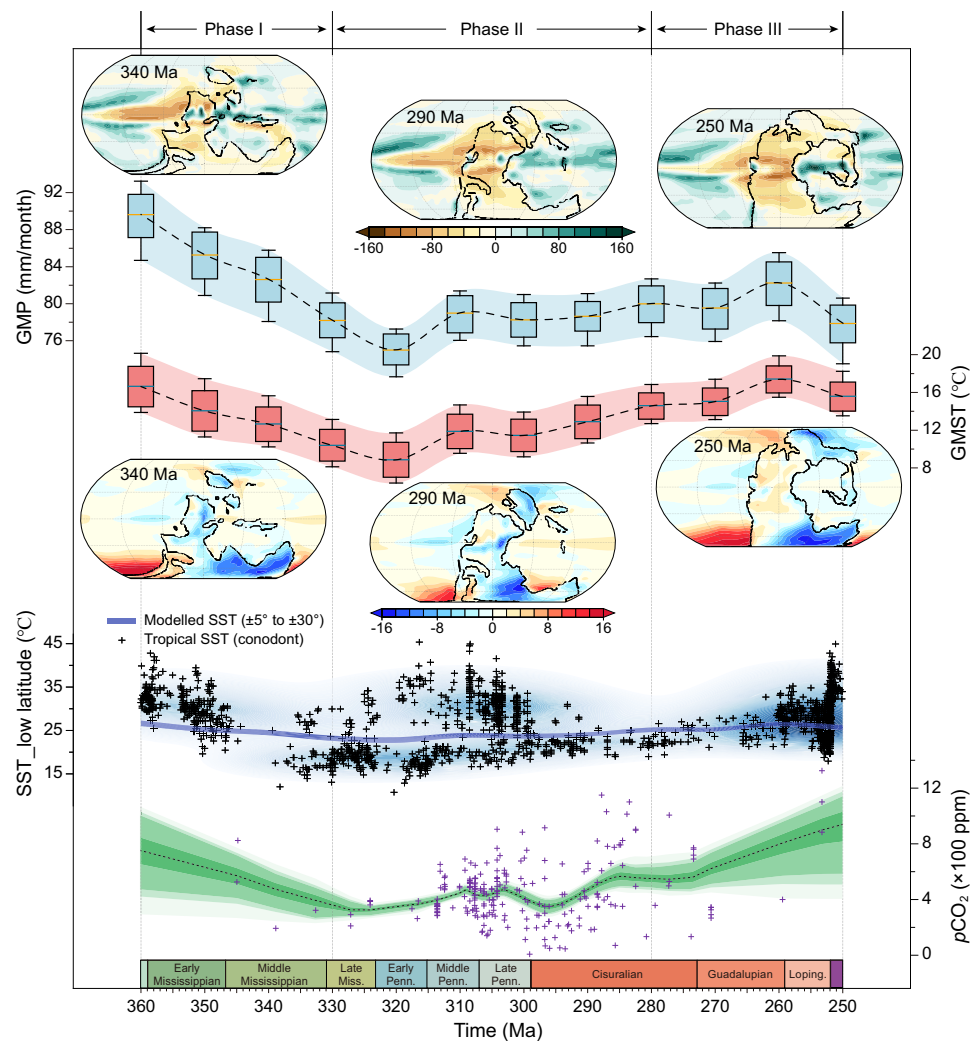 Phase I
Phase II
Phase III
340 Ma
290 Ma
250 Ma
-160 -80 0 80 160
GMP (mm/month)
92
88
84
80
76
GMST (°C)
20
16
12
8
340 Ma
290 Ma
250 Ma
-16 -8 0 8 16
Modelled SST (±5° to ±30°)
Tropical SST (conodont)
SST_low latitude (°C)
45
35
25
15
pCO2 (×100 ppm)
12
8
4
0
Early Mississippian
Middle Mississippian
Late Miss.
Early Penn.
Middle Penn.
Late Penn.
Cisuralian
Guadalupian
Loping.
360 350 340 330 320 310 300 290 280 270 260 250
Time (Ma)